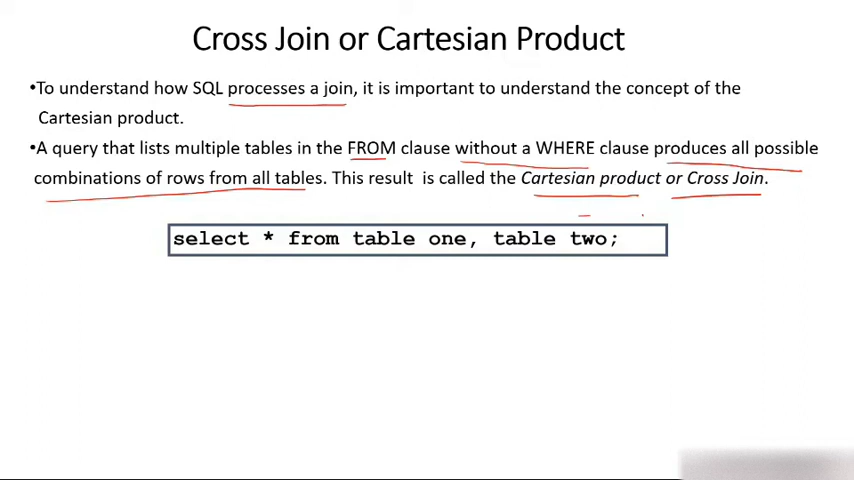 Cross Join or Cartesian Product
•To understand how SQL processes a join, it is important to understand the concept of the
Cartesian product.
•A query that lists multiple tables in the FROM clause without a WHERE clause produces all possible
combinations of rows from all tables. This result is called the Cartesian product or Cross Join.
select * from table one, table two;